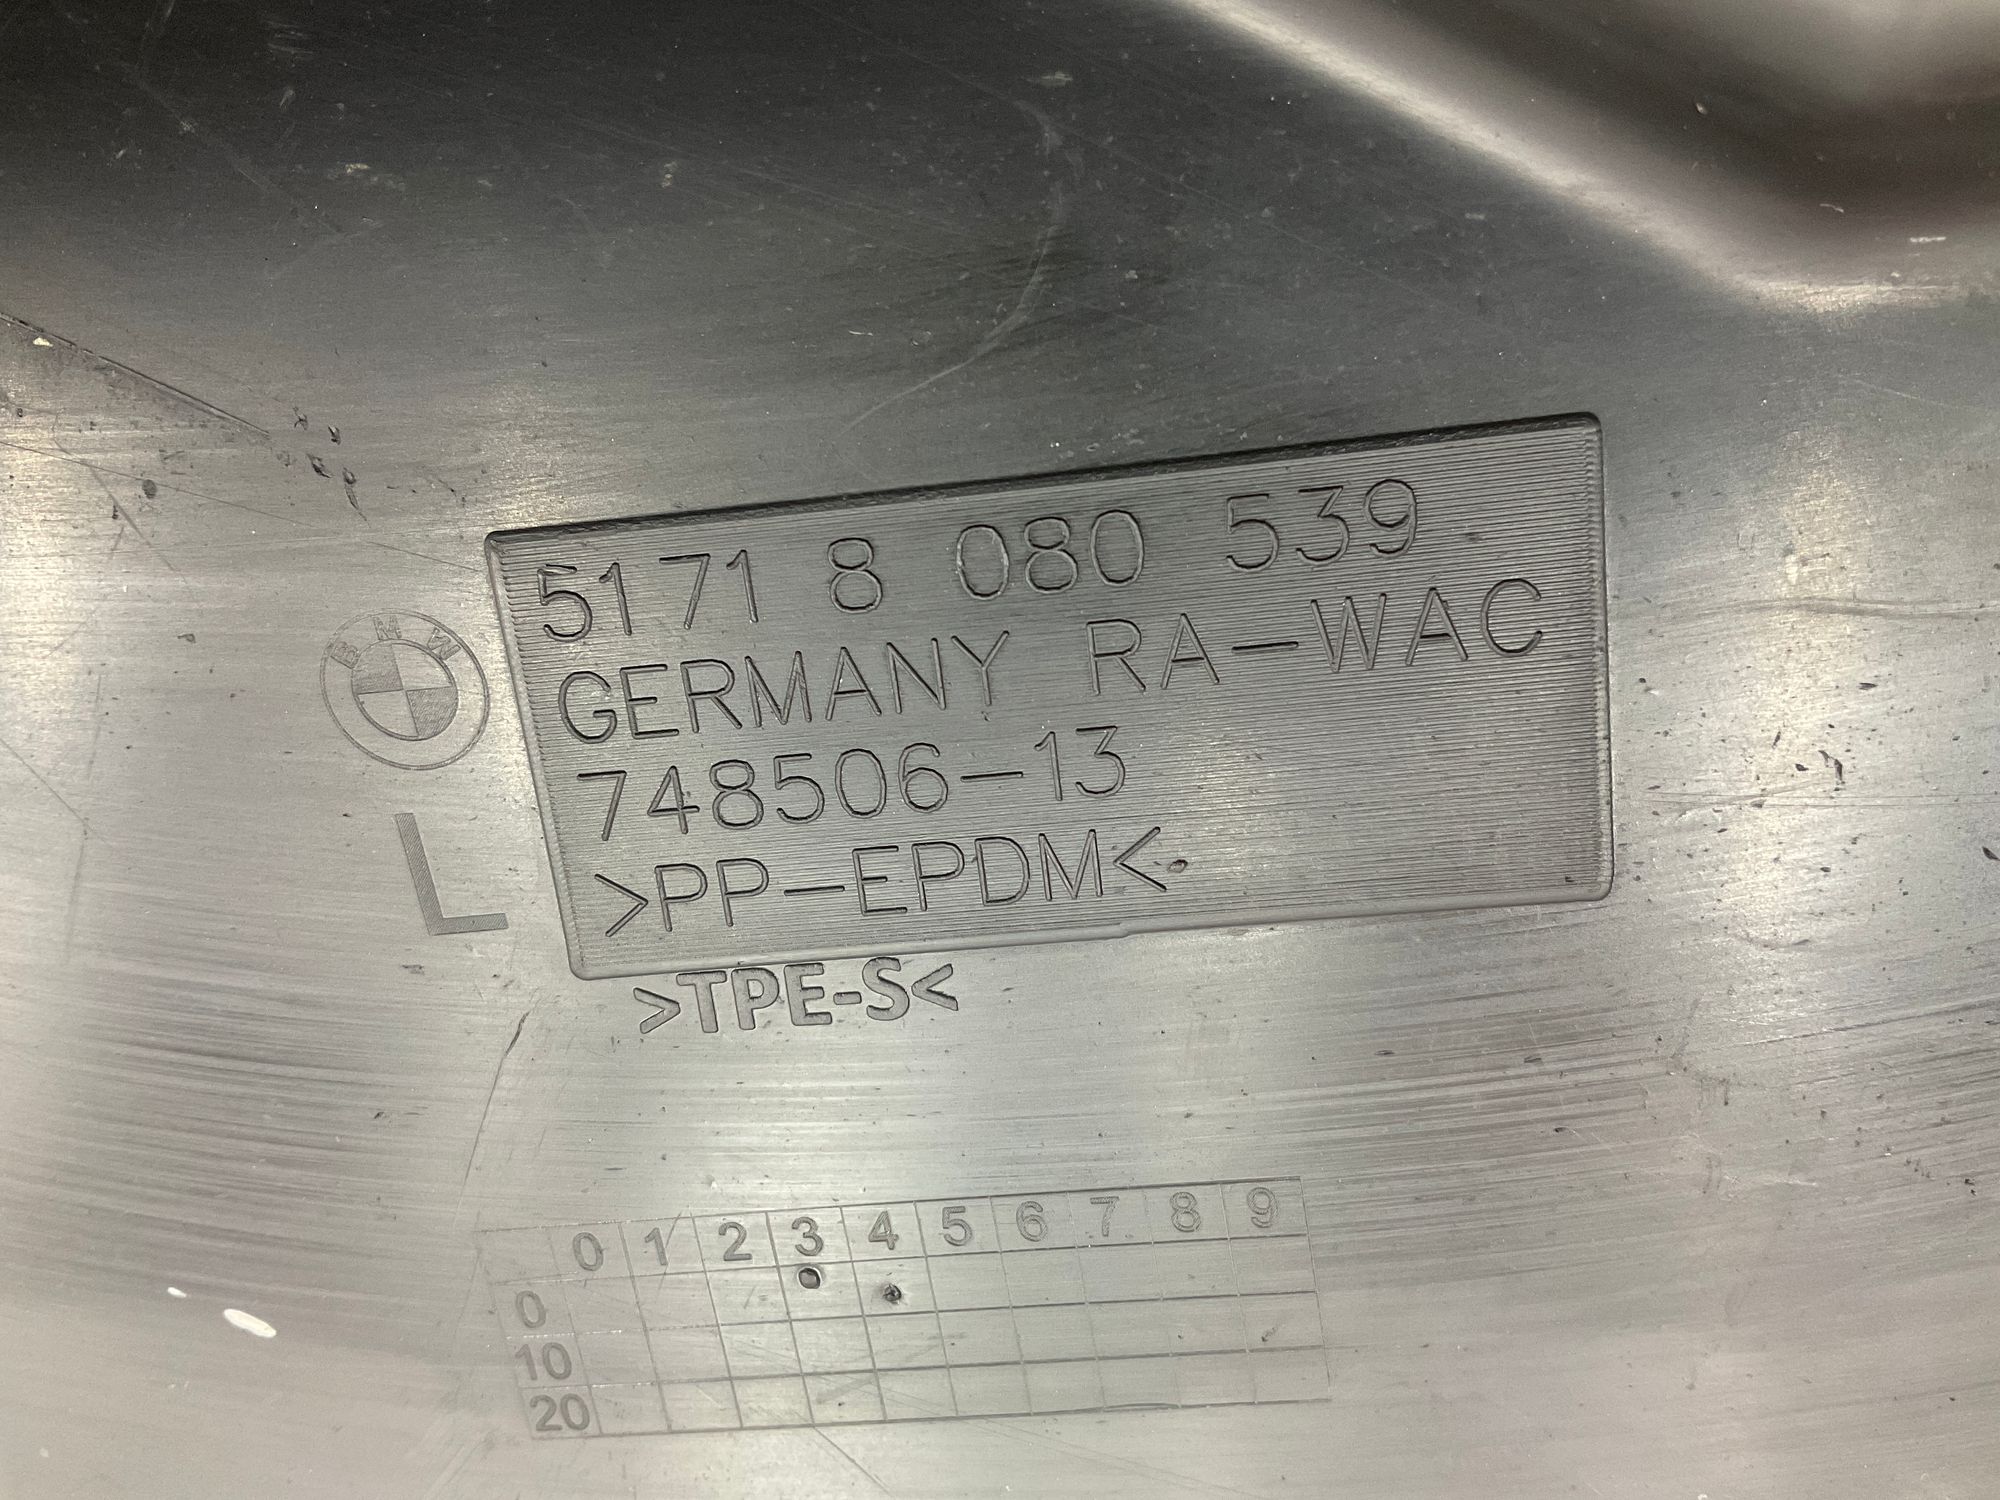 5171 8 080 539
GERMANY RA-WAC
748506-13
>PP-EPDM<
>TPE-S<
BMW
L
0 1 2 3 4 5 6 7 8 9
0
10
20